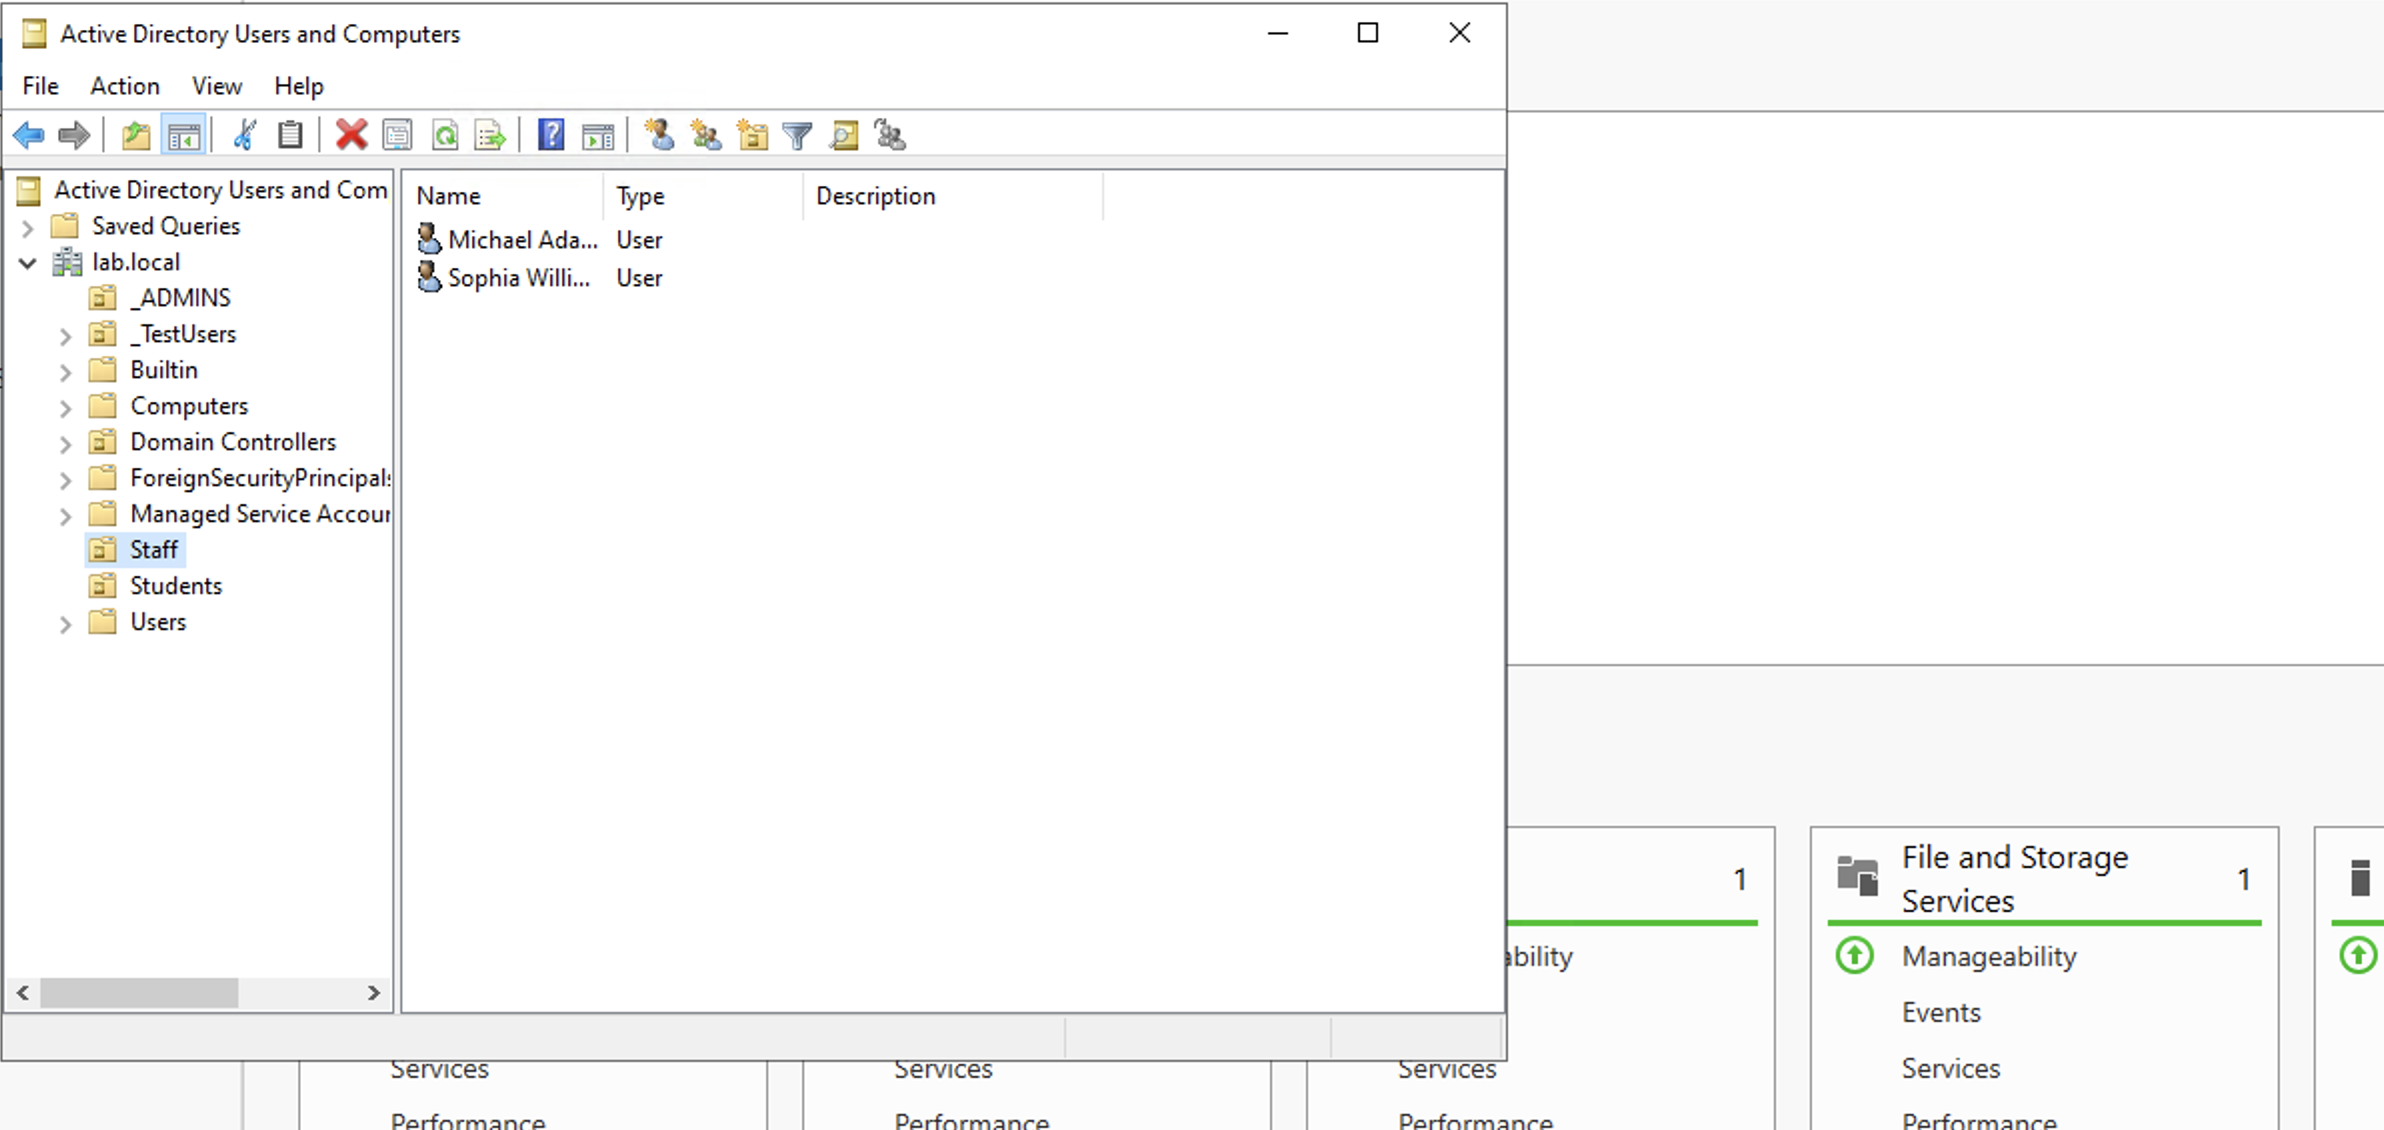 Active Directory Users and Computers
File Action View Help
Active Directory Users and Com
Saved Queries
lab.local
_ADMINS
_TestUsers
Builtin
Computers
Domain Controllers
ForeignSecurityPrincipals
Managed Service Accour
Staff
Students
Users
Name Type Description
Michael Ada... User
Sophia Willi... User
1
ability
Services
Performance
Services
Performance
Services
Performance
File and Storage
Services
1
Manageability
Events
Services
Performance